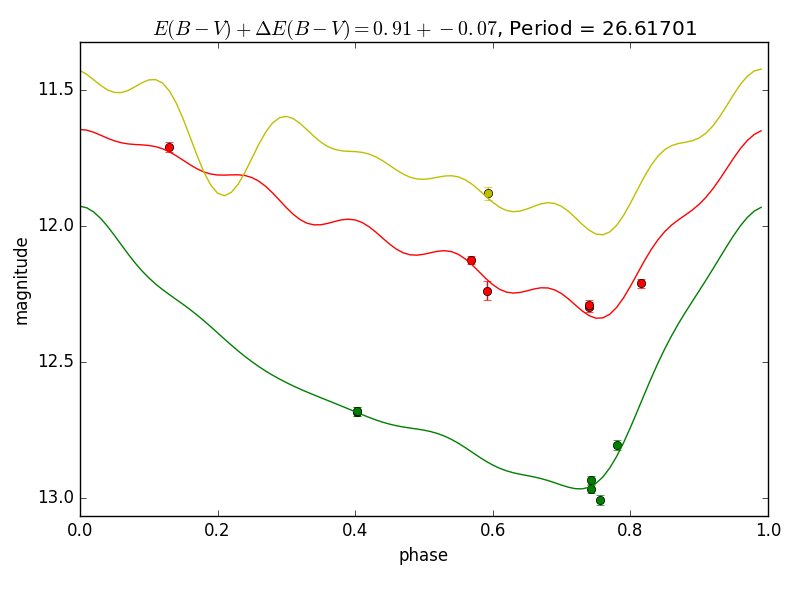 E(B − V) + ΔE(B − V) = 0.91 + −0.07, Period = 26.61701
11.5
12.0
12.5
13.0
magnitude
0.0 0.2 0.4 0.6 0.8 1.0
phase